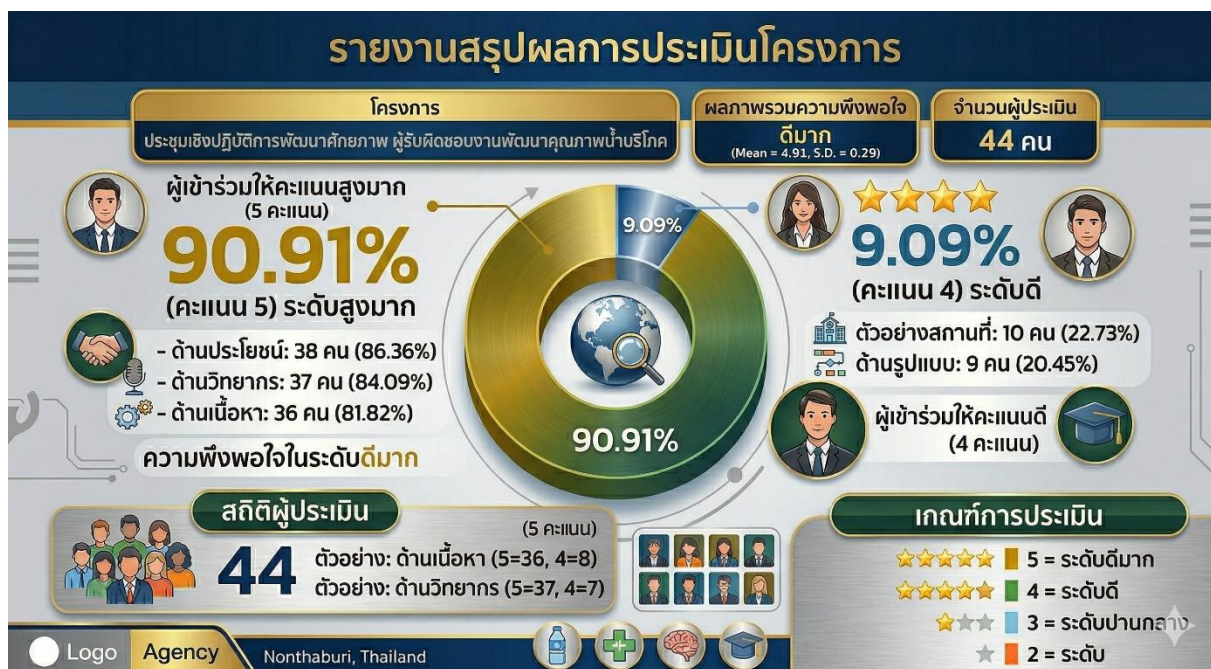 รายงานสรุปผลการประเมินโครงการ
โครงการ
ประชุมเชิงปฏิบัติการพัฒนาศักยภาพ ผู้รับผิดชอบงานพัฒนาคุณภาพน้ำบริโภค
ผลภาพรวมความพึงพอใจ
ดีมาก
(Mean = 4.91, S.D. = 0.29)
จำนวนผู้ประเมิน
44 คน
ผู้เข้าร่วมให้คะแนนสูงมาก
(5 คะแนน)
90.91%
(คะแนน 5) ระดับสูงมาก
- ด้านประโยชน์: 38 คน (86.36%)
- ด้านวิทยากร: 37 คน (84.09%)
- ด้านเนื้อหา: 36 คน (81.82%)
ความพึงพอใจในระดับดีมาก
9.09%
90.91%
9.09%
(คะแนน 4) ระดับดี
ตัวอย่างสถานที่: 10 คน (22.73%)
ด้านรูปแบบ: 9 คน (20.45%)
ผู้เข้าร่วมให้คะแนนดี
(4 คะแนน)
สถิติผู้ประเมิน
(5 คะแนน)
44
ตัวอย่าง: ด้านเนื้อหา (5=36, 4=8)
ตัวอย่าง: ด้านวิทยากร (5=37, 4=7)
เกณฑ์การประเมิน
5 = ระดับดีมาก
4 = ระดับดี
3 = ระดับปานกลาง
2 = ระดับ
Logo Agency Nonthaburi, Thailand